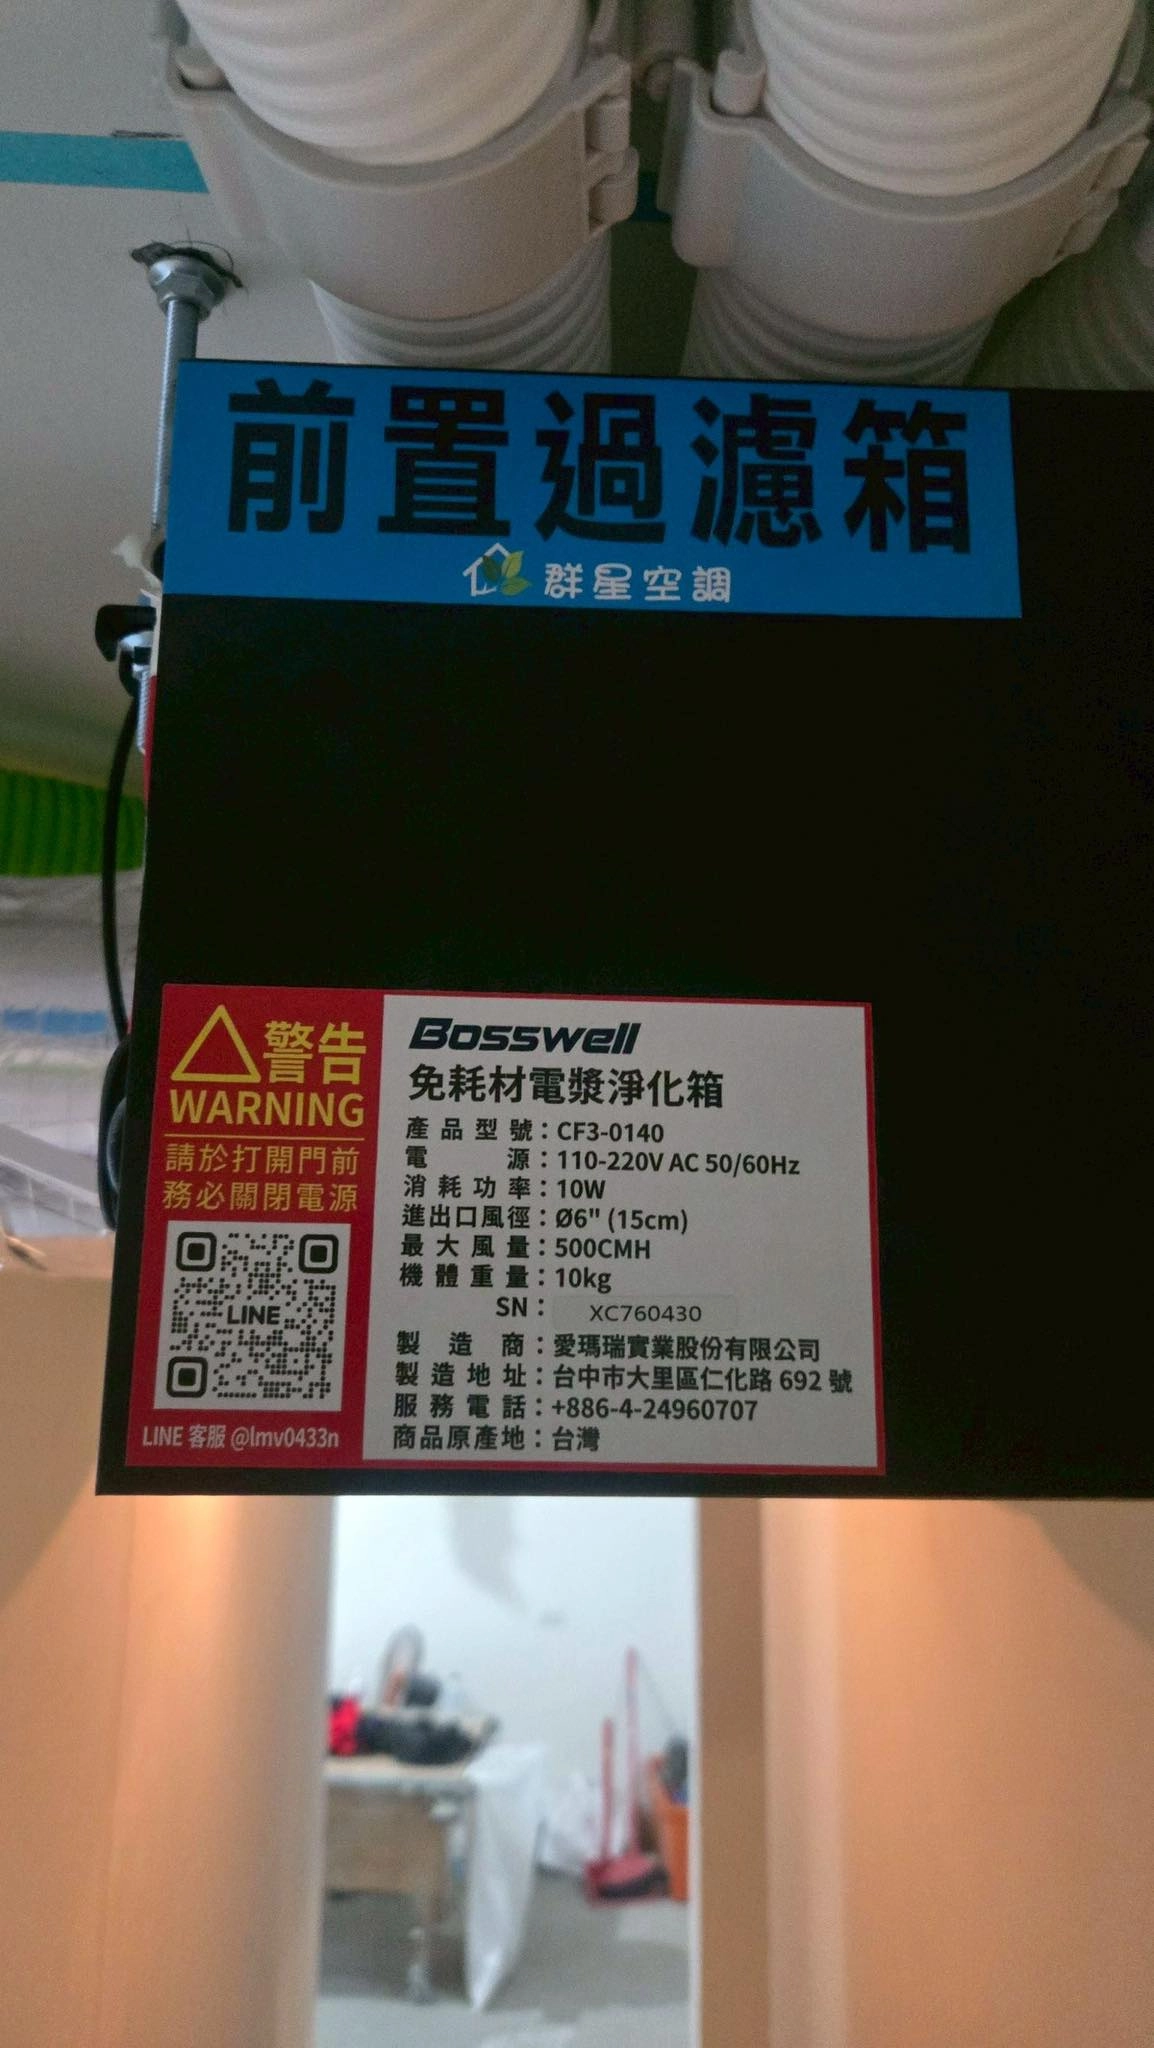 前置過濾箱
群星空調
警告
WARNING
請於打開門前
務必關閉電源
LINE
LINE 客服 @lmv0433n
Bosswell
免耗材電漿淨化箱
產品型號：CF3-0140
電源：110-220V AC 50/60Hz
消耗功率：10W
進出口風徑：Ø6" (15cm)
最大風量：500CMH
機體重量：10kg
SN： XC760430
製造商：愛瑪瑞實業股份有限公司
製造地址：台中市大里區仁化路 692 號
服務電話：+886-4-24960707
商品原產地：台灣